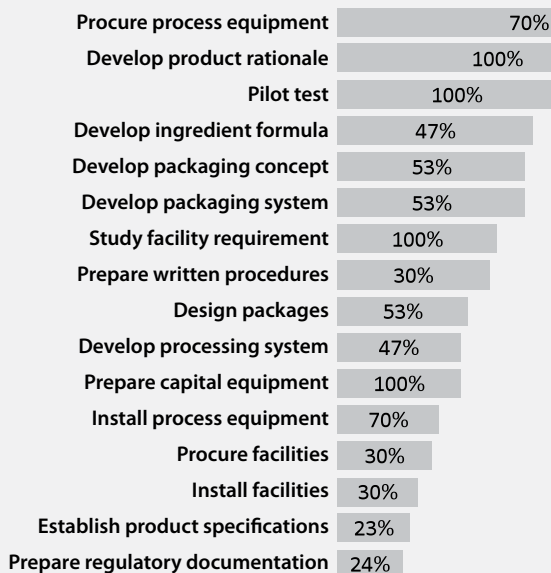 Procure process equipment 70%
Develop product rationale 100%
Pilot test 100%
Develop ingredient formula 47%
Develop packaging concept 53%
Develop packaging system 53%
Study facility requirement 100%
Prepare written procedures 30%
Design packages 53%
Develop processing system 47%
Prepare capital equipment 100%
Install process equipment 70%
Procure facilities 30%
Install facilities 30%
Establish product specifications 23%
Prepare regulatory documentation 24%